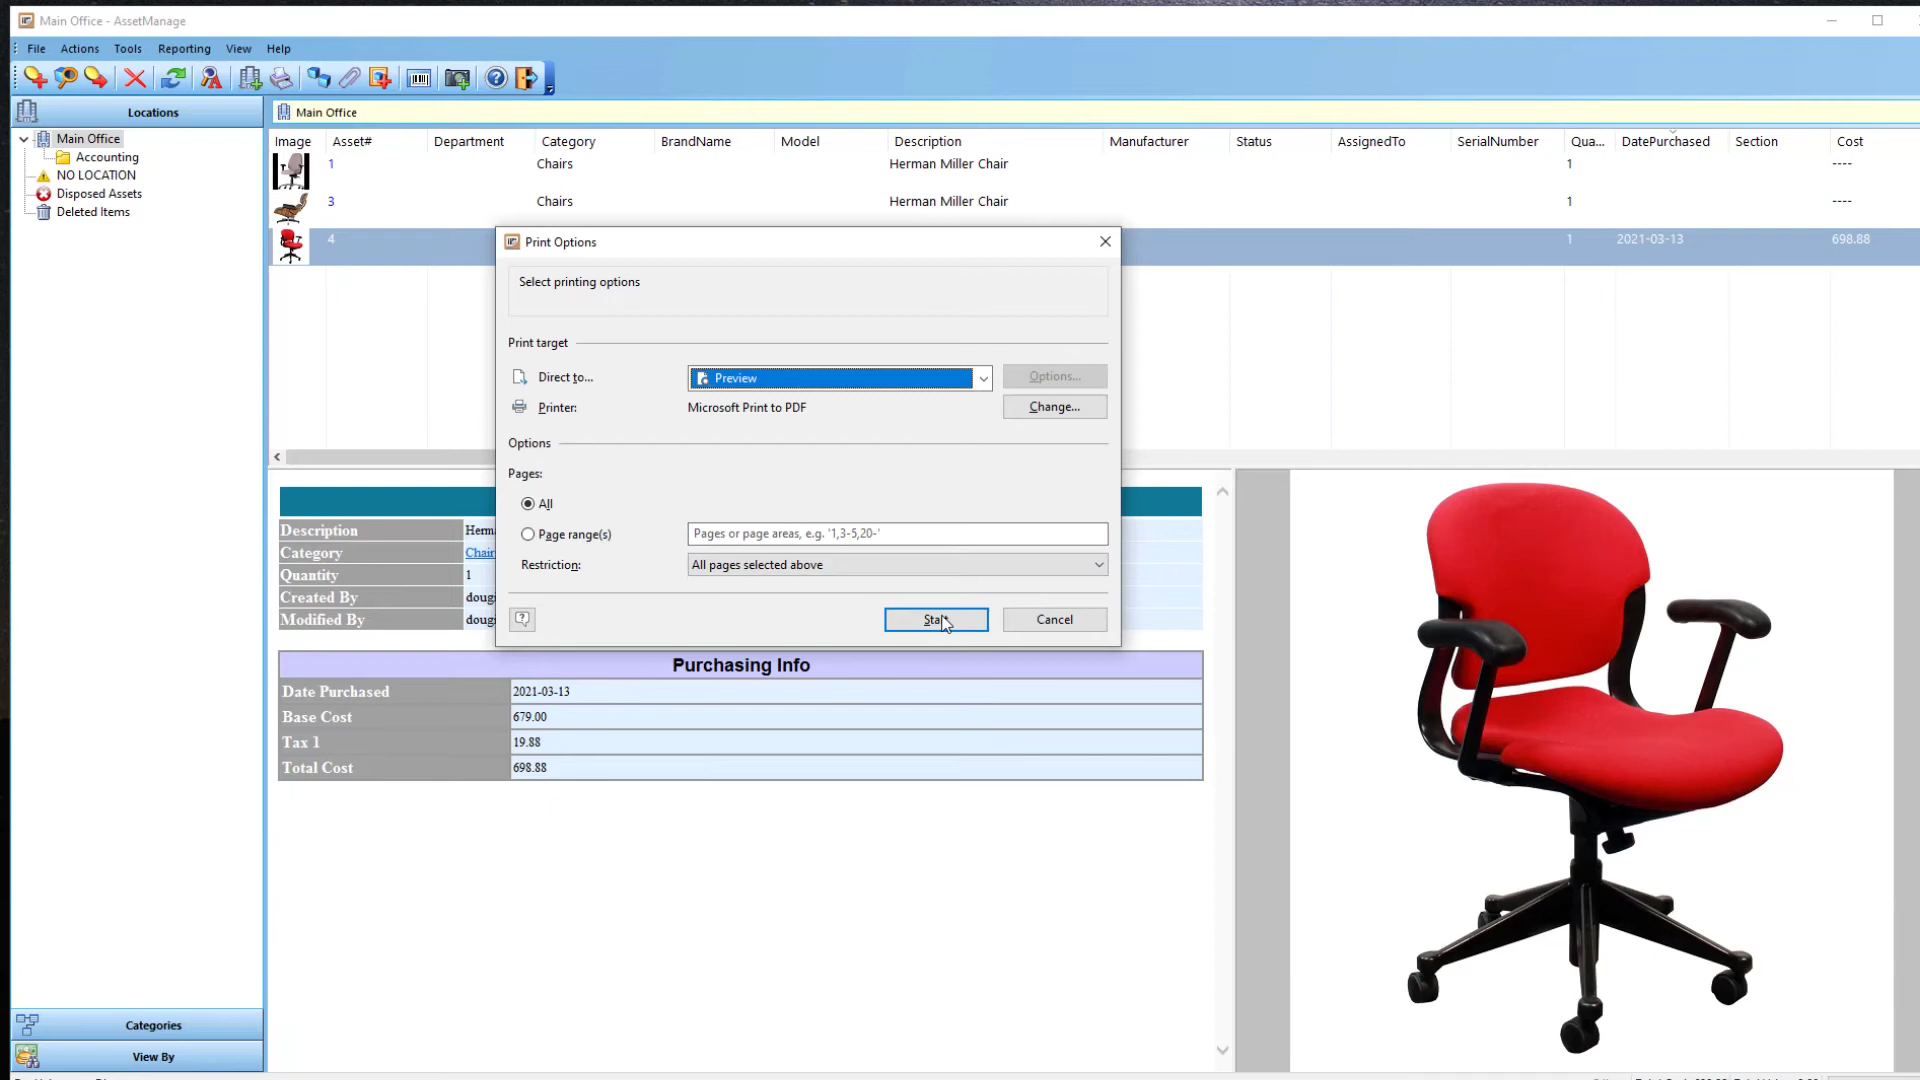 Main Office - AssetManage
File Actions Tools Reporting View Help
Locations
Main Office
Main Office
Accounting
NO LOCATION
Disposed Assets
Deleted Items
Image Asset# Department Category BrandName Model Description Manufacturer Status AssignedTo SerialNumber Qua... DatePurchased Section Cost
1 Chairs Herman Miller Chair 1 ----
3 Chairs Herman Miller Chair 1 ----
4 1 2021-03-13 698.88
Print Options
Select printing options
Print target
Direct to... Preview Options...
Printer: Microsoft Print to PDF Change...
Options
Pages:
All
Page range(s) Pages or page areas, e.g. '1,3-5,20-'
Restriction: All pages selected above
Start Cancel
Description
Category
Quantity 1
Created By
Modified By
Purchasing Info
Date Purchased 2021-03-13
Base Cost 679.00
Tax 1 19.88
Total Cost 698.88
Categories
View By